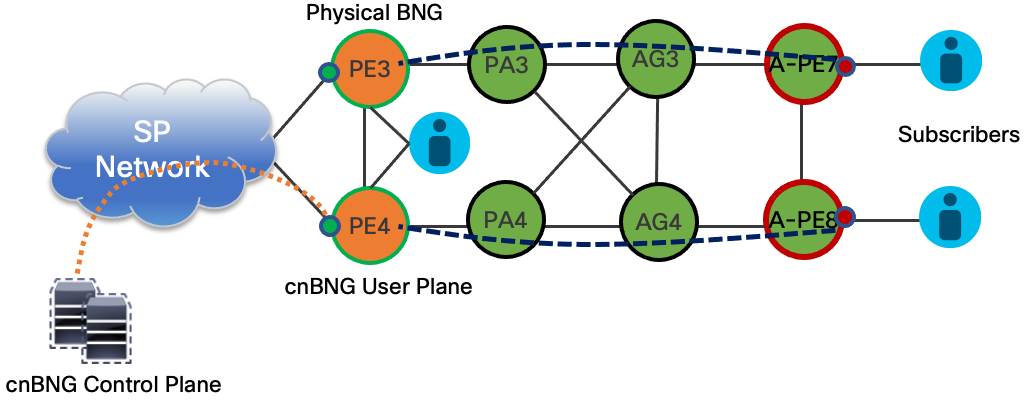 Physical BNG
PE3
PA3
AG3
A-PE7
SP
Network
Subscribers
PE4
PA4
AG4
A-PE8
cnBNG User Plane
cnBNG Control Plane